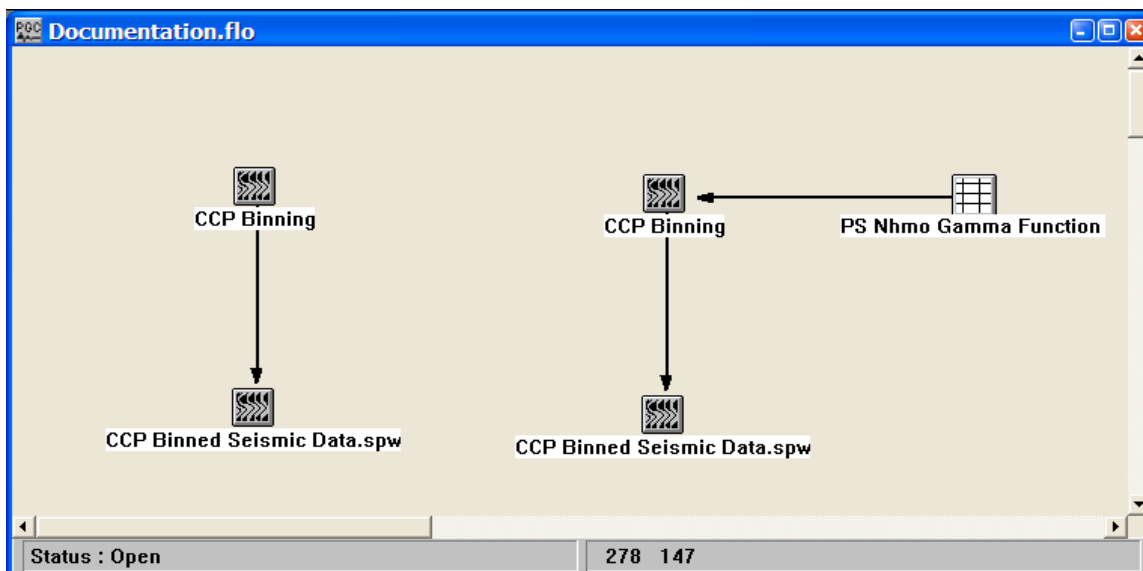 PGC
Documentation.flo
CCP Binning
CCP Binning
PS Nhmo Gamma Function
CCP Binned Seismic Data.spw
CCP Binned Seismic Data.spw
Status : Open
278 147